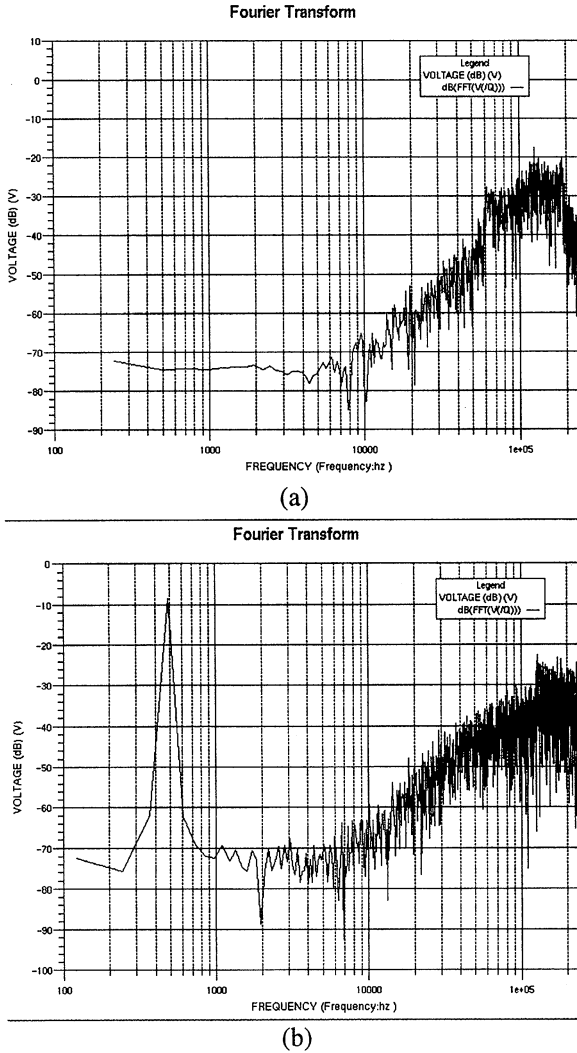 Fourier Transform
10
0
-10
-20
-30
-40
-50
-60
-70
-80
-90
VOLTAGE (dB) (V)
Legend
VOLTAGE (dB) (V)
dB(FFT(V(/Q)))
100
1000
10000
1e+05
FREQUENCY (Frequency:hz )
(a)
Fourier Transform
0
-10
-20
-30
-40
-50
-60
-70
-80
-90
-100
VOLTAGE (dB) (V)
Legend
VOLTAGE (dB) (V)
dB(FFT(V(/Q)))
100
1000
10000
1e+05
FREQUENCY (Frequency:hz )
(b)